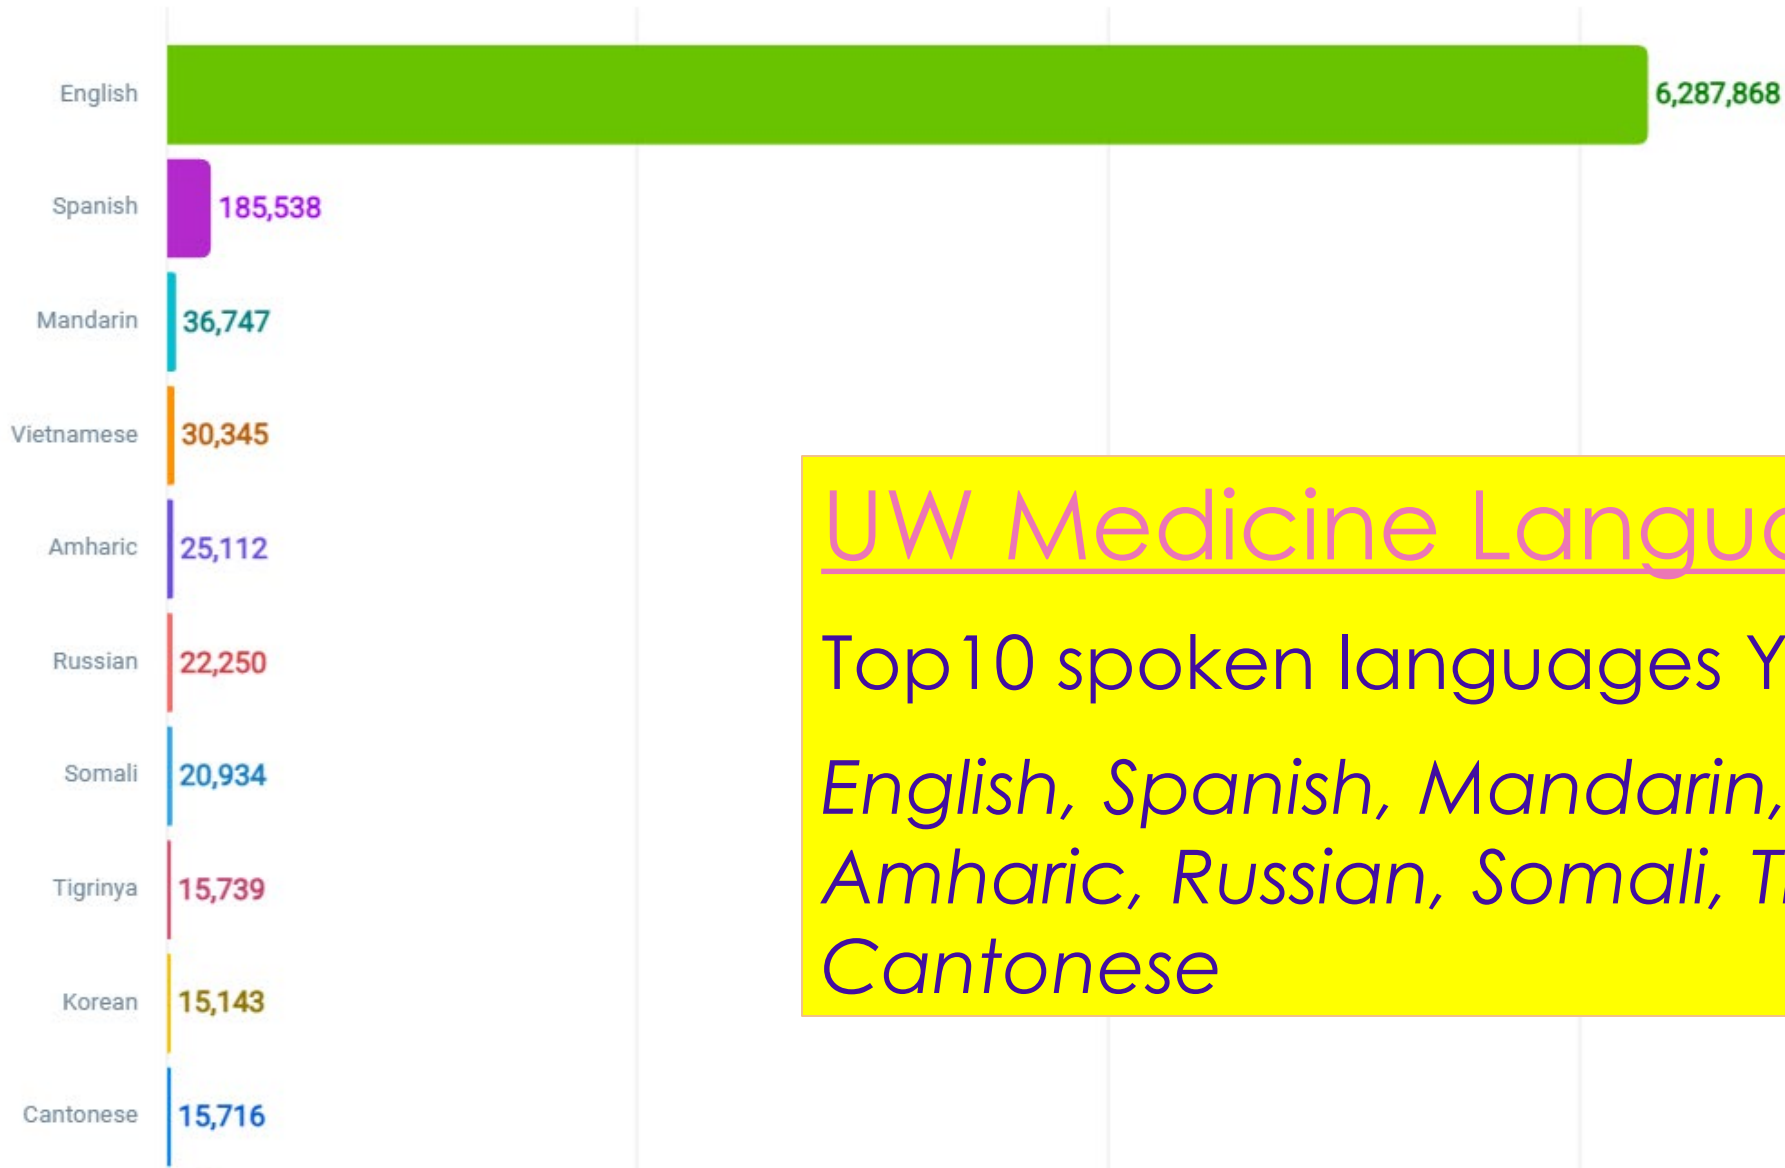 English 6,287,868
Spanish 185,538
Mandarin 36,747
Vietnamese 30,345
Amharic 25,112
Russian 22,250
Somali 20,934
Tigrinya 15,739
Korean 15,143
Cantonese 15,716
UW Medicine
Top10 spoken languages
English, Spanish, Mandarin,
Amharic, Russian, Somali,
Cantonese